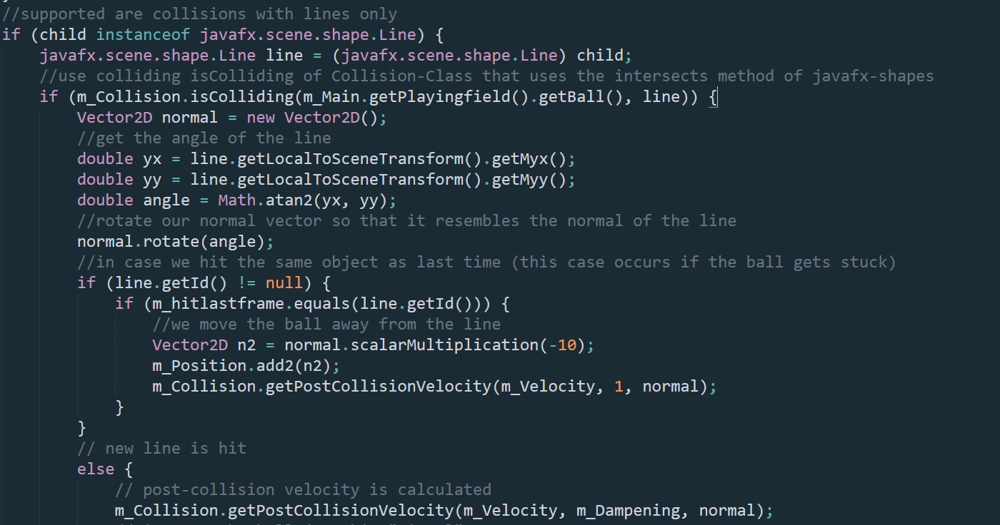 //supported are collisions with lines only
if (child instanceof javafx.scene.shape.Line) {
    javafx.scene.shape.Line line = (javafx.scene.shape.Line) child;
    //use colliding isColliding of Collision-Class that uses the intersects method of javafx-shapes
    if (m_Collision.isColliding(m_Main.getPlayingfield().getBall(), line)) {
        Vector2D normal = new Vector2D();
        //get the angle of the line
        double yx = line.getLocalToSceneTransform().getMyx();
        double yy = line.getLocalToSceneTransform().getMyy();
        double angle = Math.atan2(yx, yy);
        //rotate our normal vector so that it resembles the normal of the line
        normal.rotate(angle);
        //in case we hit the same object as last time (this case occurs if the ball gets stuck)
        if (line.getId() != null) {
            if (m_hitlastframe.equals(line.getId())) {
                //we move the ball away from the line
                Vector2D n2 = normal.scalarMultiplication(-10);
                m_Position.add2(n2);
                m_Collision.getPostCollisionVelocity(m_Velocity, 1, normal);
            }
        }
        // new line is hit
        else {
            // post-collision velocity is calculated
            m_Collision.getPostCollisionVelocity(m_Velocity, m_Dampening, normal);